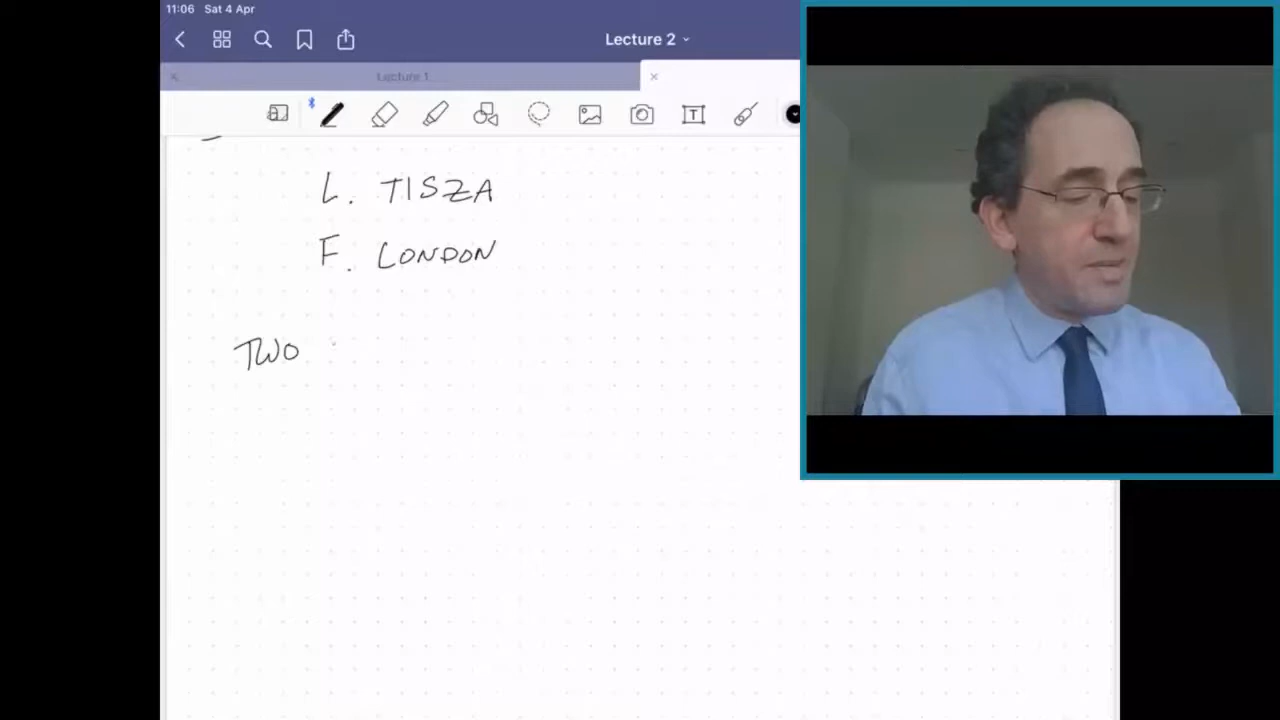 11:06 Sat 4 Apr
Lecture 2
Lecture 1
T
L. TISZA
F. LONDON
TWO